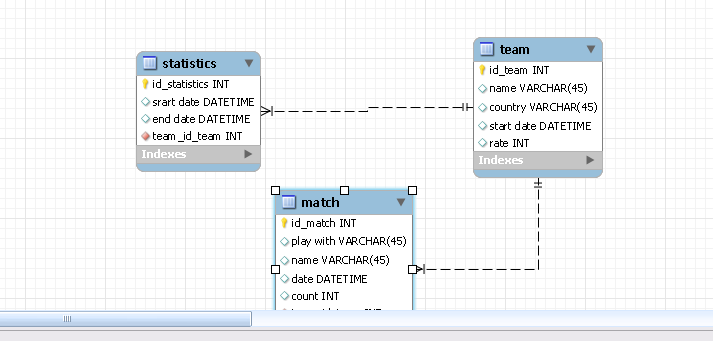 statistics
id_statistics INT
srart date DATETIME
end date DATETIME
team_id_team INT
Indexes
team
id_team INT
name VARCHAR(45)
country VARCHAR(45)
start date DATETIME
rate INT
Indexes
match
id_match INT
play with VARCHAR(45)
name VARCHAR(45)
date DATETIME
count INT